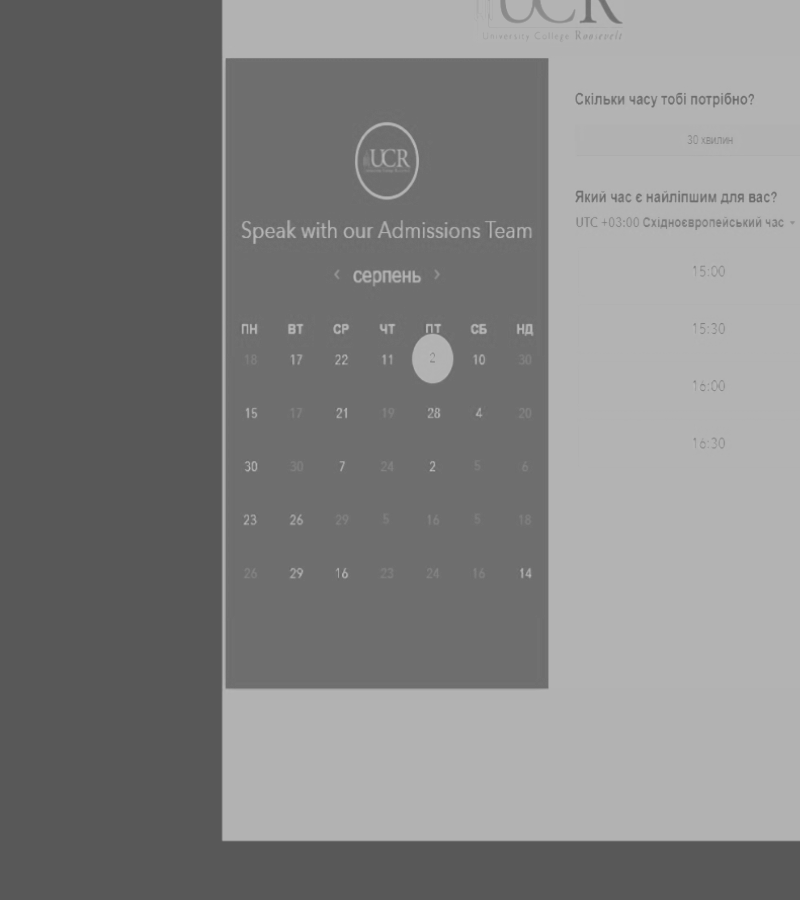 UCR
University College Roosevelt
UCR
Speak with our Admissions Team
‹ серпень ›
ПН ВТ СР ЧТ ПТ СБ НД
18 17 22 11 2 10 30
15 17 21 19 28 4 20
30 30 7 24 2 5 6
23 26 29 5 16 5 18
26 29 16 23 24 16 14
Скільки часу тобі потрібно?
30 хвилин
Який час є найліпшим для вас?
UTC +03:00 Східноєвропейський час
15:00
15:30
16:00
16:30